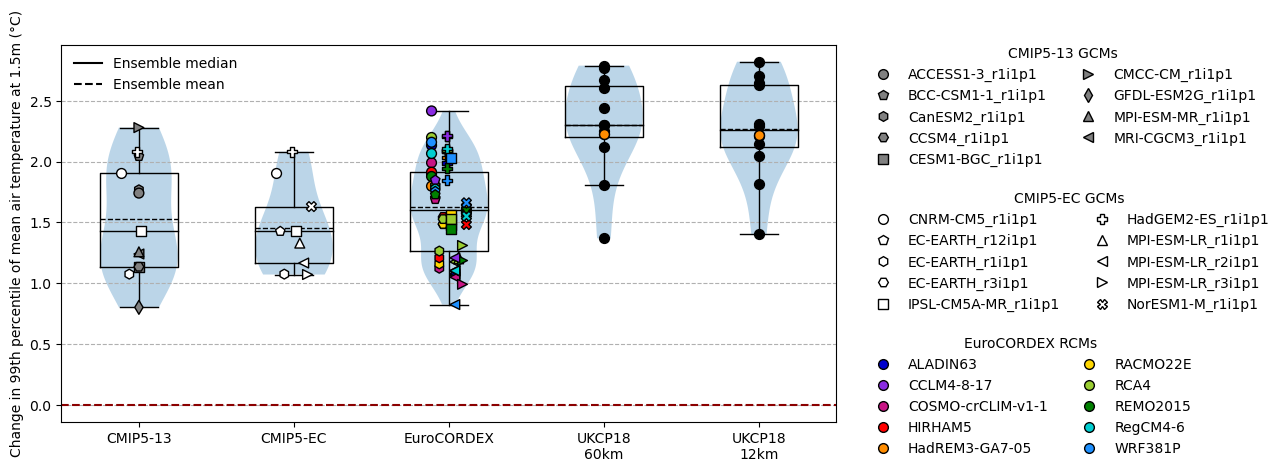 Change in 99th percentile of mean air temperature at 1.5m (°C)
Ensemble median
Ensemble mean
2.5
2.0
1.5
1.0
0.5
0.0
CMIP5-13
CMIP5-EC
EuroCORDEX
UKCP18
60km
UKCP18
12km
CMIP5-13 GCMs
ACCESS1-3_r1i1p1
BCC-CSM1-1_r1i1p1
CanESM2_r1i1p1
CCSM4_r1i1p1
CESM1-BGC_r1i1p1
CMCC-CM_r1i1p1
GFDL-ESM2G_r1i1p1
MPI-ESM-MR_r1i1p1
MRI-CGCM3_r1i1p1
CMIP5-EC GCMs
CNRM-CM5_r1i1p1
EC-EARTH_r12i1p1
EC-EARTH_r1i1p1
EC-EARTH_r3i1p1
IPSL-CM5A-MR_r1i1p1
HadGEM2-ES_r1i1p1
MPI-ESM-LR_r1i1p1
MPI-ESM-LR_r2i1p1
MPI-ESM-LR_r3i1p1
NorESM1-M_r1i1p1
EuroCORDEX RCMs
ALADIN63
CCLM4-8-17
COSMO-crCLIM-v1-1
HIRHAM5
HadREM3-GA7-05
RACMO22E
RCA4
REMO2015
RegCM4-6
WRF381P